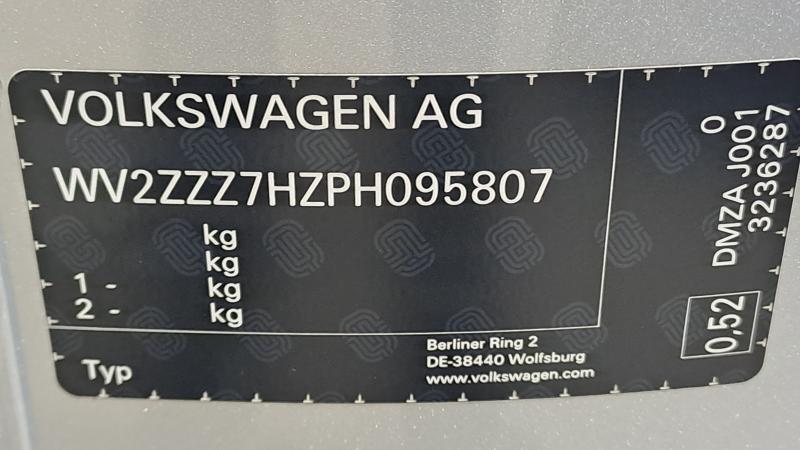 VOLKSWAGEN AG
WV2ZZZ7HZPH095807
kg
kg
1 - kg
2 - kg
Typ
Berliner Ring 2
DE-38440 Wolfsburg
www.volkswagen.com
0
DMZA J001
3236287
0,52